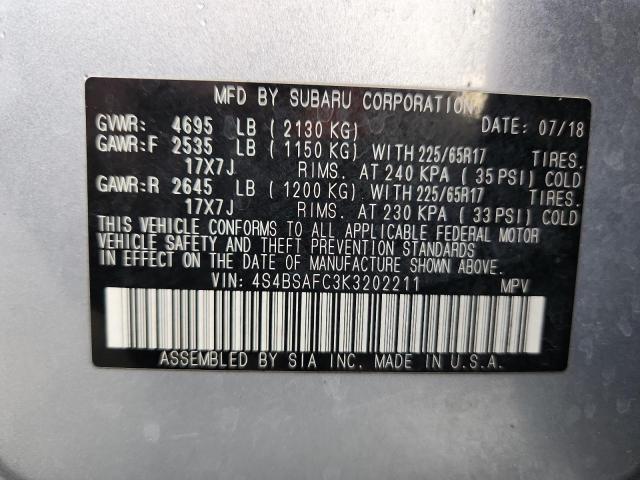 MFD BY SUBARU CORPORATION
GVWR: 4695 LB ( 2130 KG) DATE: 07/18
GAWR:F 2535 LB ( 1150 KG) WITH 225/65R17 TIRES.
17X7J RIMS. AT 240 KPA ( 35 PSI) COLD
GAWR:R 2645 LB ( 1200 KG) WITH 225/65R17 TIRES.
17X7J RIMS. AT 230 KPA ( 33 PSI) COLD
THIS VEHICLE CONFORMS TO ALL APPLICABLE FEDERAL MOTOR
VEHICLE SAFETY AND THEFT PREVENTION STANDARDS
IN EFFECT ON THE DATE OF MANUFACTURE SHOWN ABOVE.
VIN: 4S4BSAFC3K3202211 MPV
ASSEMBLED BY SIA INC. MADE IN U.S.A.